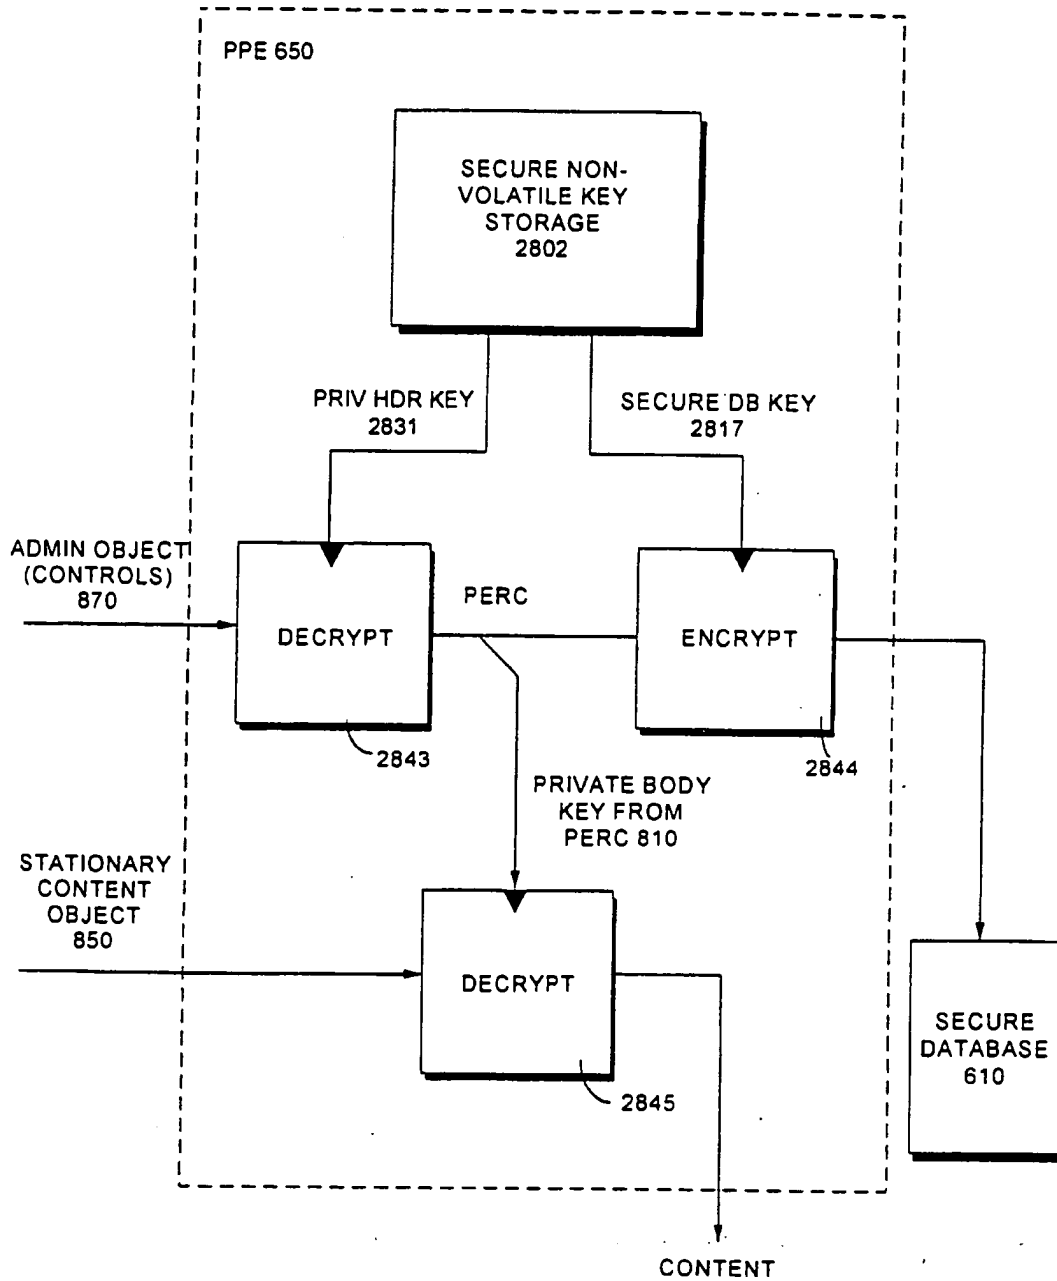 PPE 650
SECURE NON-
VOLATILE KEY
STORAGE
2802
PRIV HDR KEY
2831
SECURE DB KEY
2817
ADMIN OBJECT
(CONTROLS)
870
DECRYPT
PERC
ENCRYPT
2843
2844
PRIVATE BODY
KEY FROM
PERC 810
STATIONARY
CONTENT
OBJECT
850
DECRYPT
2845
SECURE
DATABASE
610
CONTENT